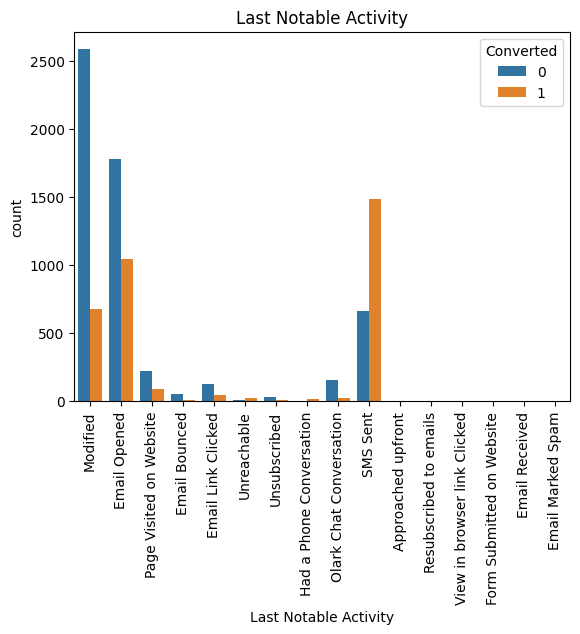 Last Notable Activity
Converted
0
1
count
2500
2000
1500
1000
500
0
Modified
Email Opened
Page Visited on Website
Email Bounced
Email Link Clicked
Unreachable
Unsubscribed
Had a Phone Conversation
Olark Chat Conversation
SMS Sent
Approached upfront
Resubscribed to emails
View in browser link Clicked
Form Submitted on Website
Email Received
Email Marked Spam
Last Notable Activity